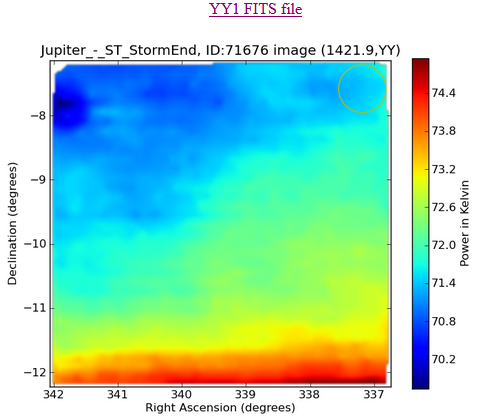 YY1 FITS file
Jupiter_-_ST_StormEnd, ID:71676 image (1421.9,YY)
−8
−9
−10
−11
−12
Declination (degrees)
342 341 340 339 338 337
Right Ascension (degrees)
74.4
73.8
73.2
72.6
72.0
71.4
70.8
70.2
Power in Kelvin